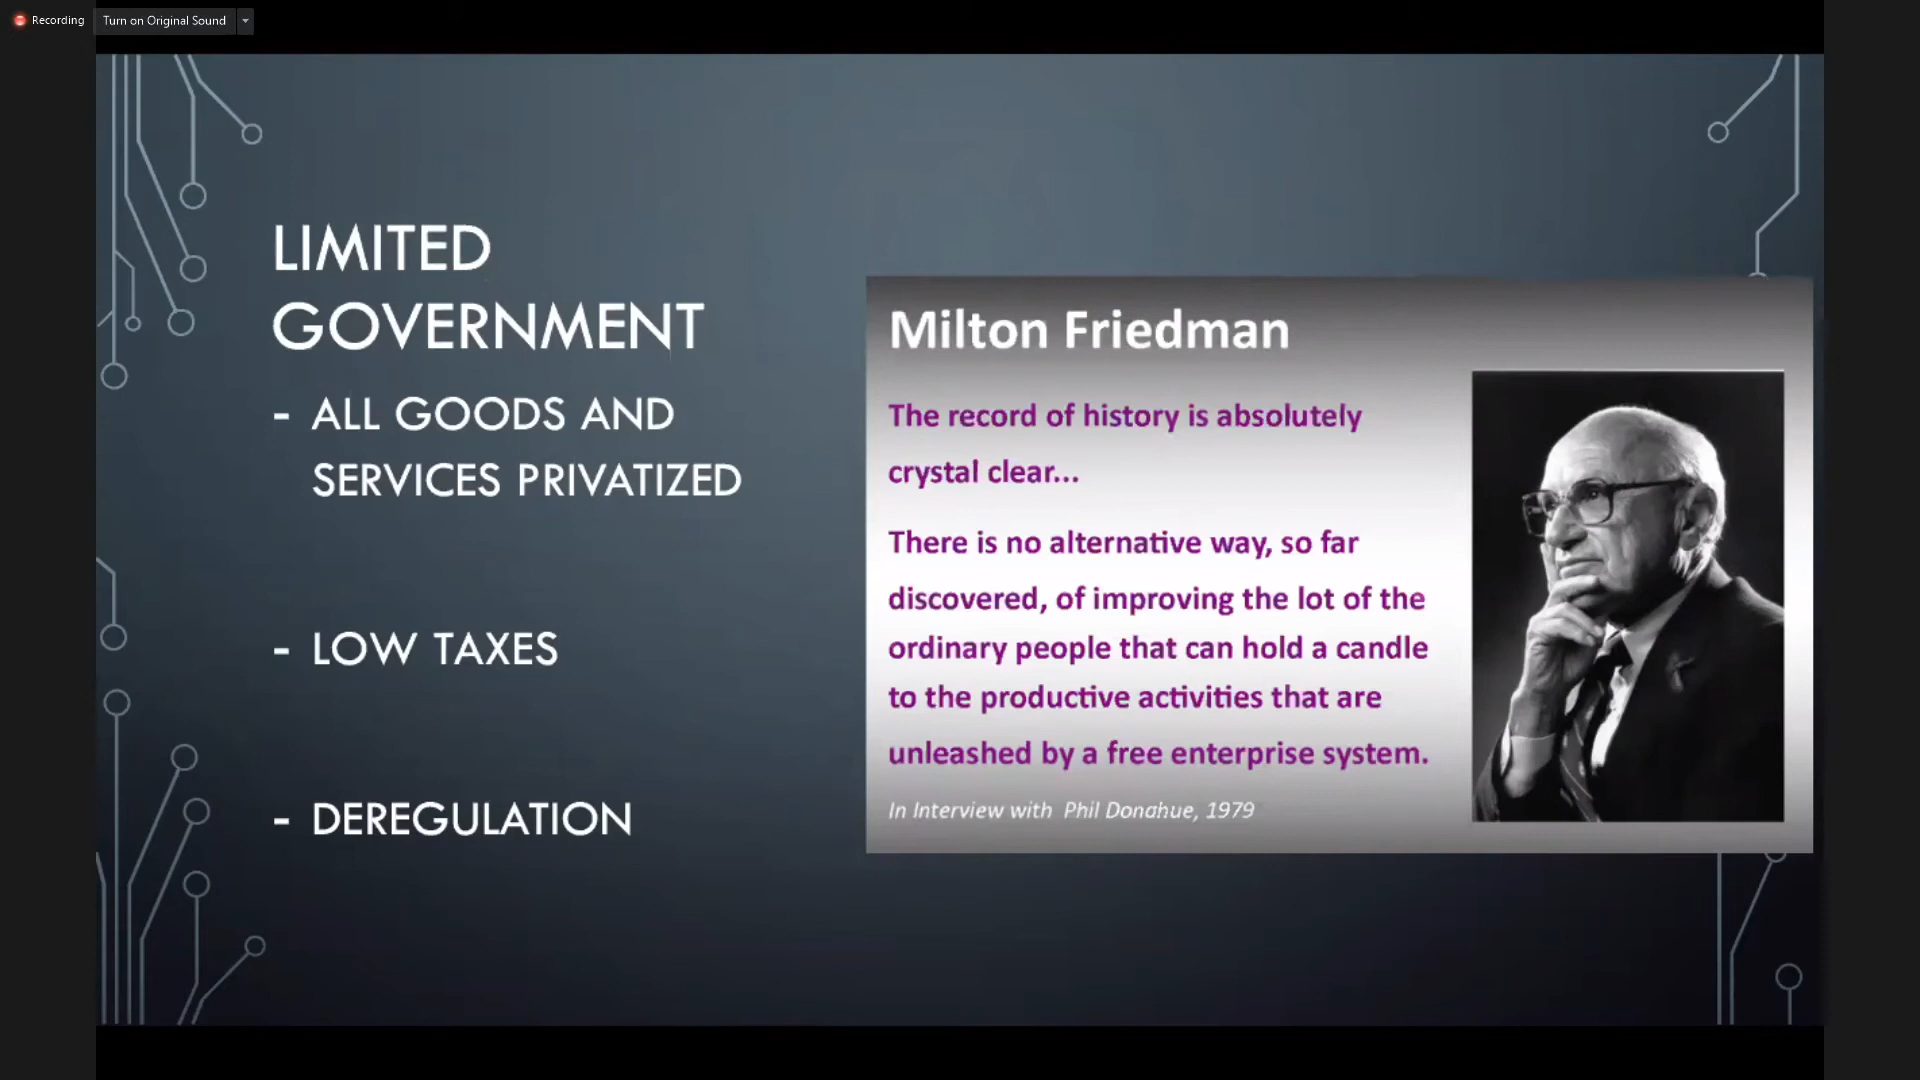 Recording
Turn on Original Sound
LIMITED
GOVERNMENT
- ALL GOODS AND
SERVICES PRIVATIZED
- LOW TAXES
- DEREGULATION
Milton Friedman
The record of history is absolutely
crystal clear...
There is no alternative way, so far
discovered, of improving the lot of the
ordinary people that can hold a candle
to the productive activities that are
unleashed by a free enterprise system.
In Interview with Phil Donahue, 1979